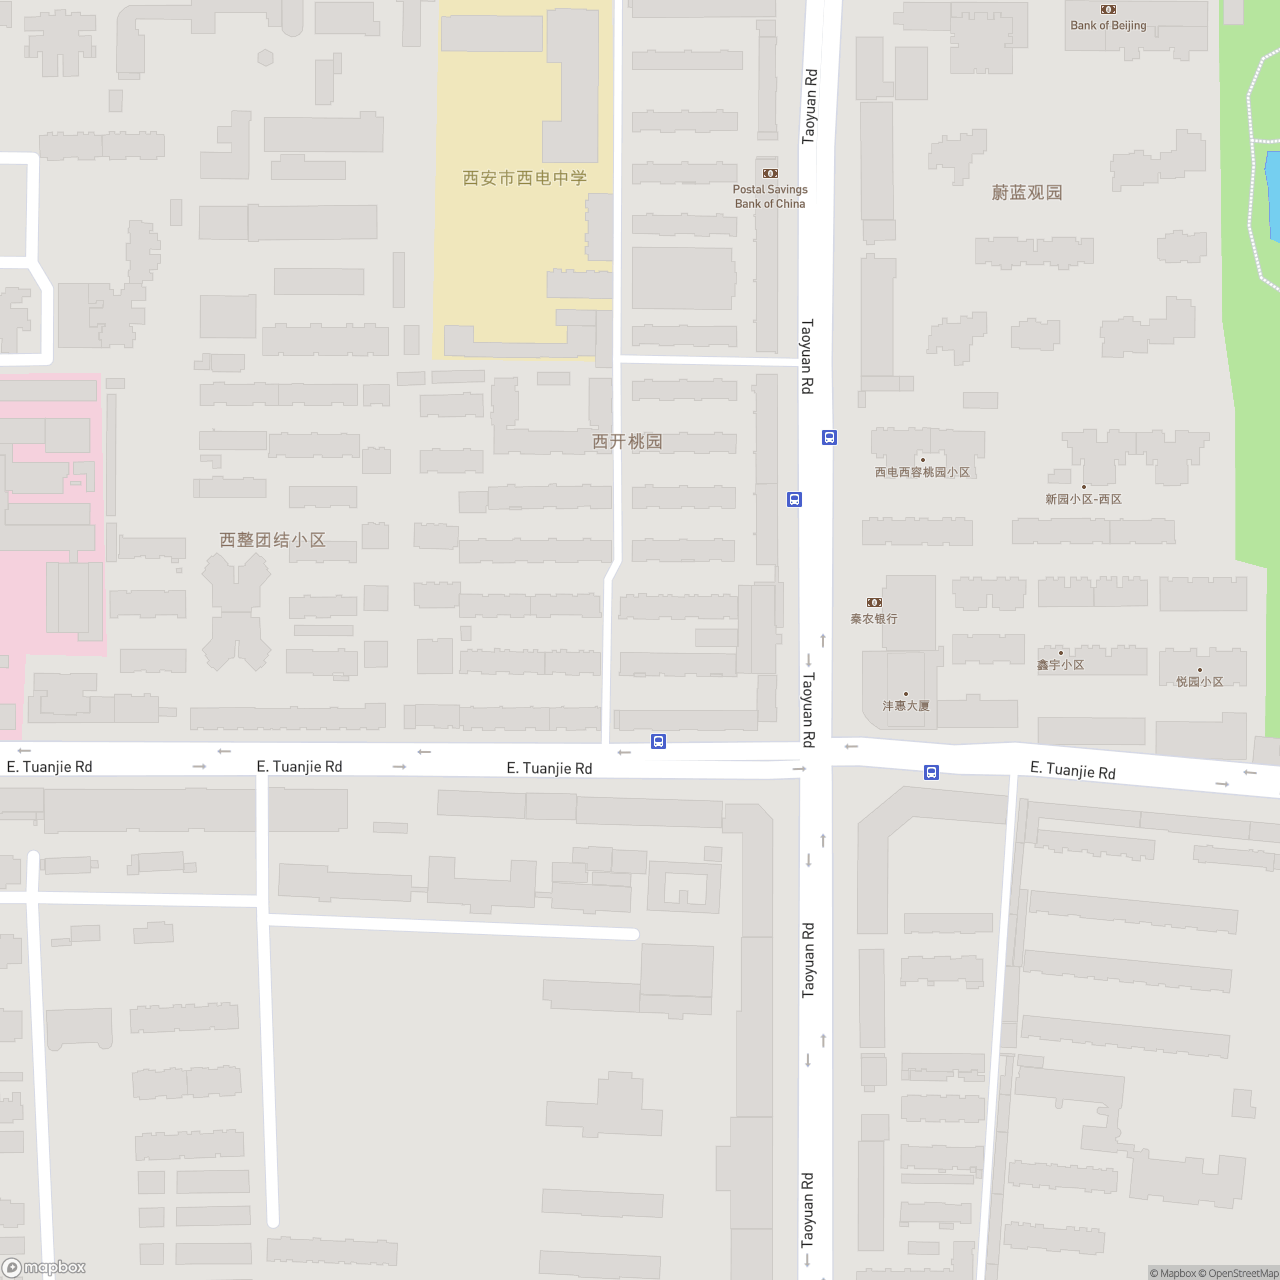 Bank of Beijing
Taoyuan Rd
西安市西电中学
Postal Savings
Bank of China
蔚蓝观园
Taoyuan Rd
西开桃园
西电西容桃园小区
新园小区-西区
西整团结小区
秦农银行
鑫宇小区
悦园小区
沣惠大厦
Taoyuan Rd
E. Tuanjie Rd
E. Tuanjie Rd
E. Tuanjie Rd
E. Tuanjie Rd
Taoyuan Rd
Taoyuan Rd
mapbox
© Mapbox © OpenStreetMap